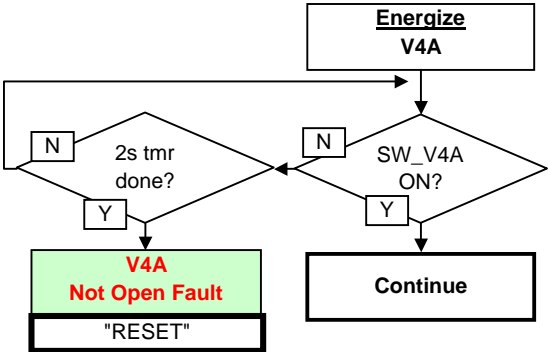 Energize
V4A
N
2s tmr
done?
Y
N
SW_V4A
ON?
Y
V4A
Not Open Fault
"RESET"
Continue